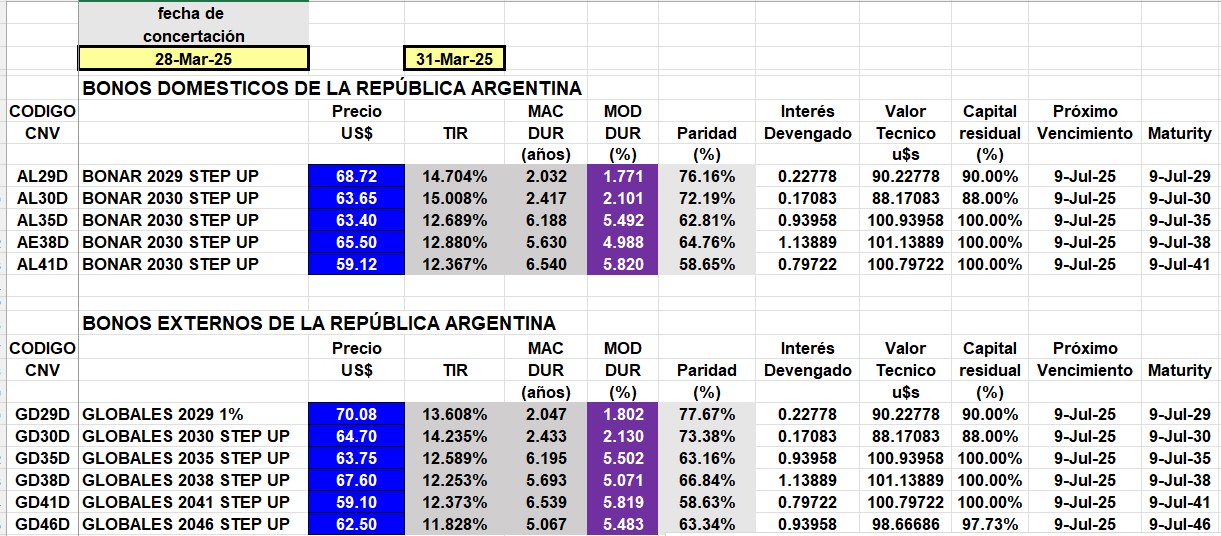 fecha de
concertación
28-Mar-25 31-Mar-25
BONOS DOMESTICOS DE LA REPÚBLICA ARGENTINA
CODIGO Precio MAC MOD Interés Valor Capital Próximo
CNV US$ TIR DUR DUR Paridad Devengado Tecnico residual Vencimiento Maturity
(años) (%) (%) u$s (%)
AL29D BONAR 2029 STEP UP 68.72 14.704% 2.032 1.771 76.16% 0.22778 90.22778 90.00% 9-Jul-25 9-Jul-29
AL30D BONAR 2030 STEP UP 63.65 15.008% 2.417 2.101 72.19% 0.17083 88.17083 88.00% 9-Jul-25 9-Jul-30
AL35D BONAR 2030 STEP UP 63.40 12.689% 6.188 5.492 62.81% 0.93958 100.93958 100.00% 9-Jul-25 9-Jul-35
AE38D BONAR 2030 STEP UP 65.50 12.880% 5.630 4.988 64.76% 1.13889 101.13889 100.00% 9-Jul-25 9-Jul-38
AL41D BONAR 2030 STEP UP 59.12 12.367% 6.540 5.820 58.65% 0.79722 100.79722 100.00% 9-Jul-25 9-Jul-41
BONOS EXTERNOS DE LA REPÚBLICA ARGENTINA
CODIGO Precio MAC MOD Interés Valor Capital Próximo
CNV US$ TIR DUR DUR Paridad Devengado Tecnico residual Vencimiento Maturity
(años) (%) (%) u$s (%)
GD29D GLOBALES 2029 1% 70.08 13.608% 2.047 1.802 77.67% 0.22778 90.22778 90.00% 9-Jul-25 9-Jul-29
GD30D GLOBALES 2030 STEP UP 64.70 14.235% 2.433 2.130 73.38% 0.17083 88.17083 88.00% 9-Jul-25 9-Jul-30
GD35D GLOBALES 2035 STEP UP 63.75 12.589% 6.195 5.502 63.16% 0.93958 100.93958 100.00% 9-Jul-25 9-Jul-35
GD38D GLOBALES 2038 STEP UP 67.60 12.253% 5.693 5.071 66.84% 1.13889 101.13889 100.00% 9-Jul-25 9-Jul-38
GD41D GLOBALES 2041 STEP UP 59.10 12.373% 6.539 5.819 58.63% 0.79722 100.79722 100.00% 9-Jul-25 9-Jul-41
GD46D GLOBALES 2046 STEP UP 62.50 11.828% 5.067 5.483 63.34% 0.93958 98.66686 97.73% 9-Jul-25 9-Jul-46